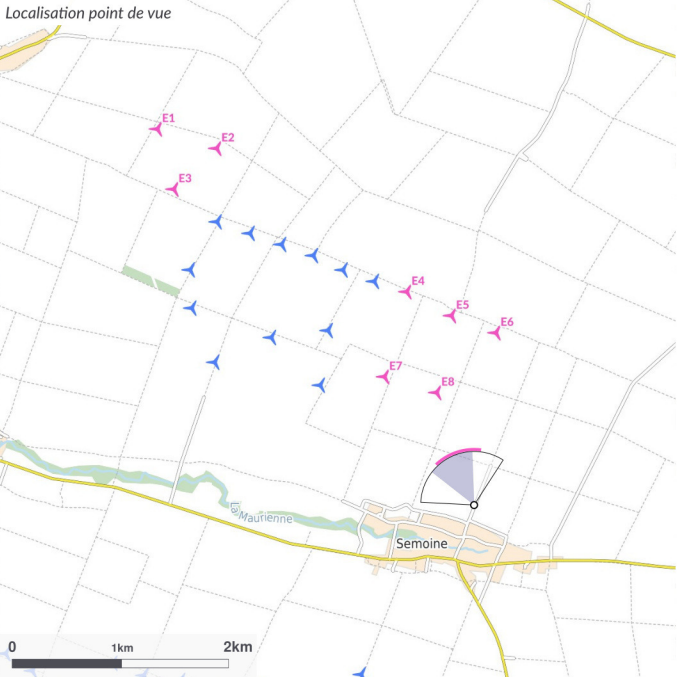 Localisation point de vue
E1
E2
E3
E4
E5
E6
E7
E8
La Maurienne
Semoine
0 1km 2km